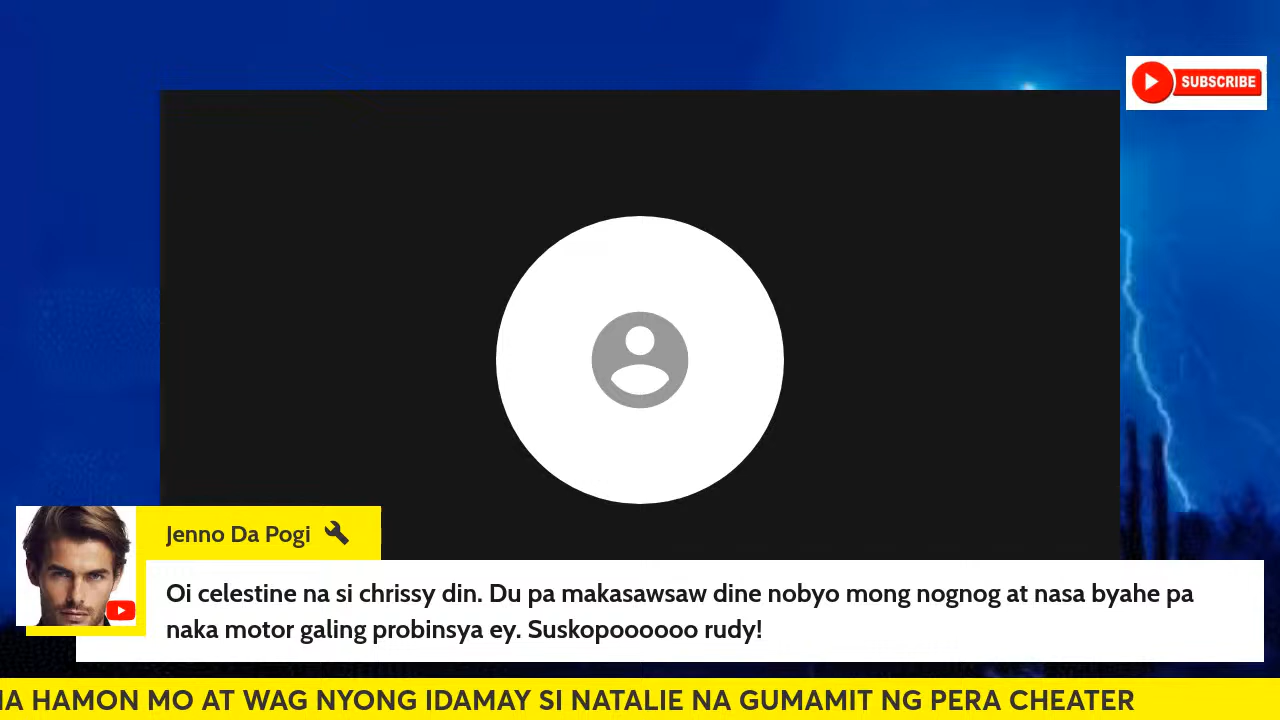 SUBSCRIBE
Jenno Da Pogi
Oi celestine na si chrissy din. Du pa makasawsaw dine nobyo mong nognog at nasa byahe pa
naka motor galing probinsya ey. Suskopoooooo rudy!
HAMON MO AT WAG NYONG IDAMAY SI NATALIE NA GUMAMIT NG PERA CHEATER